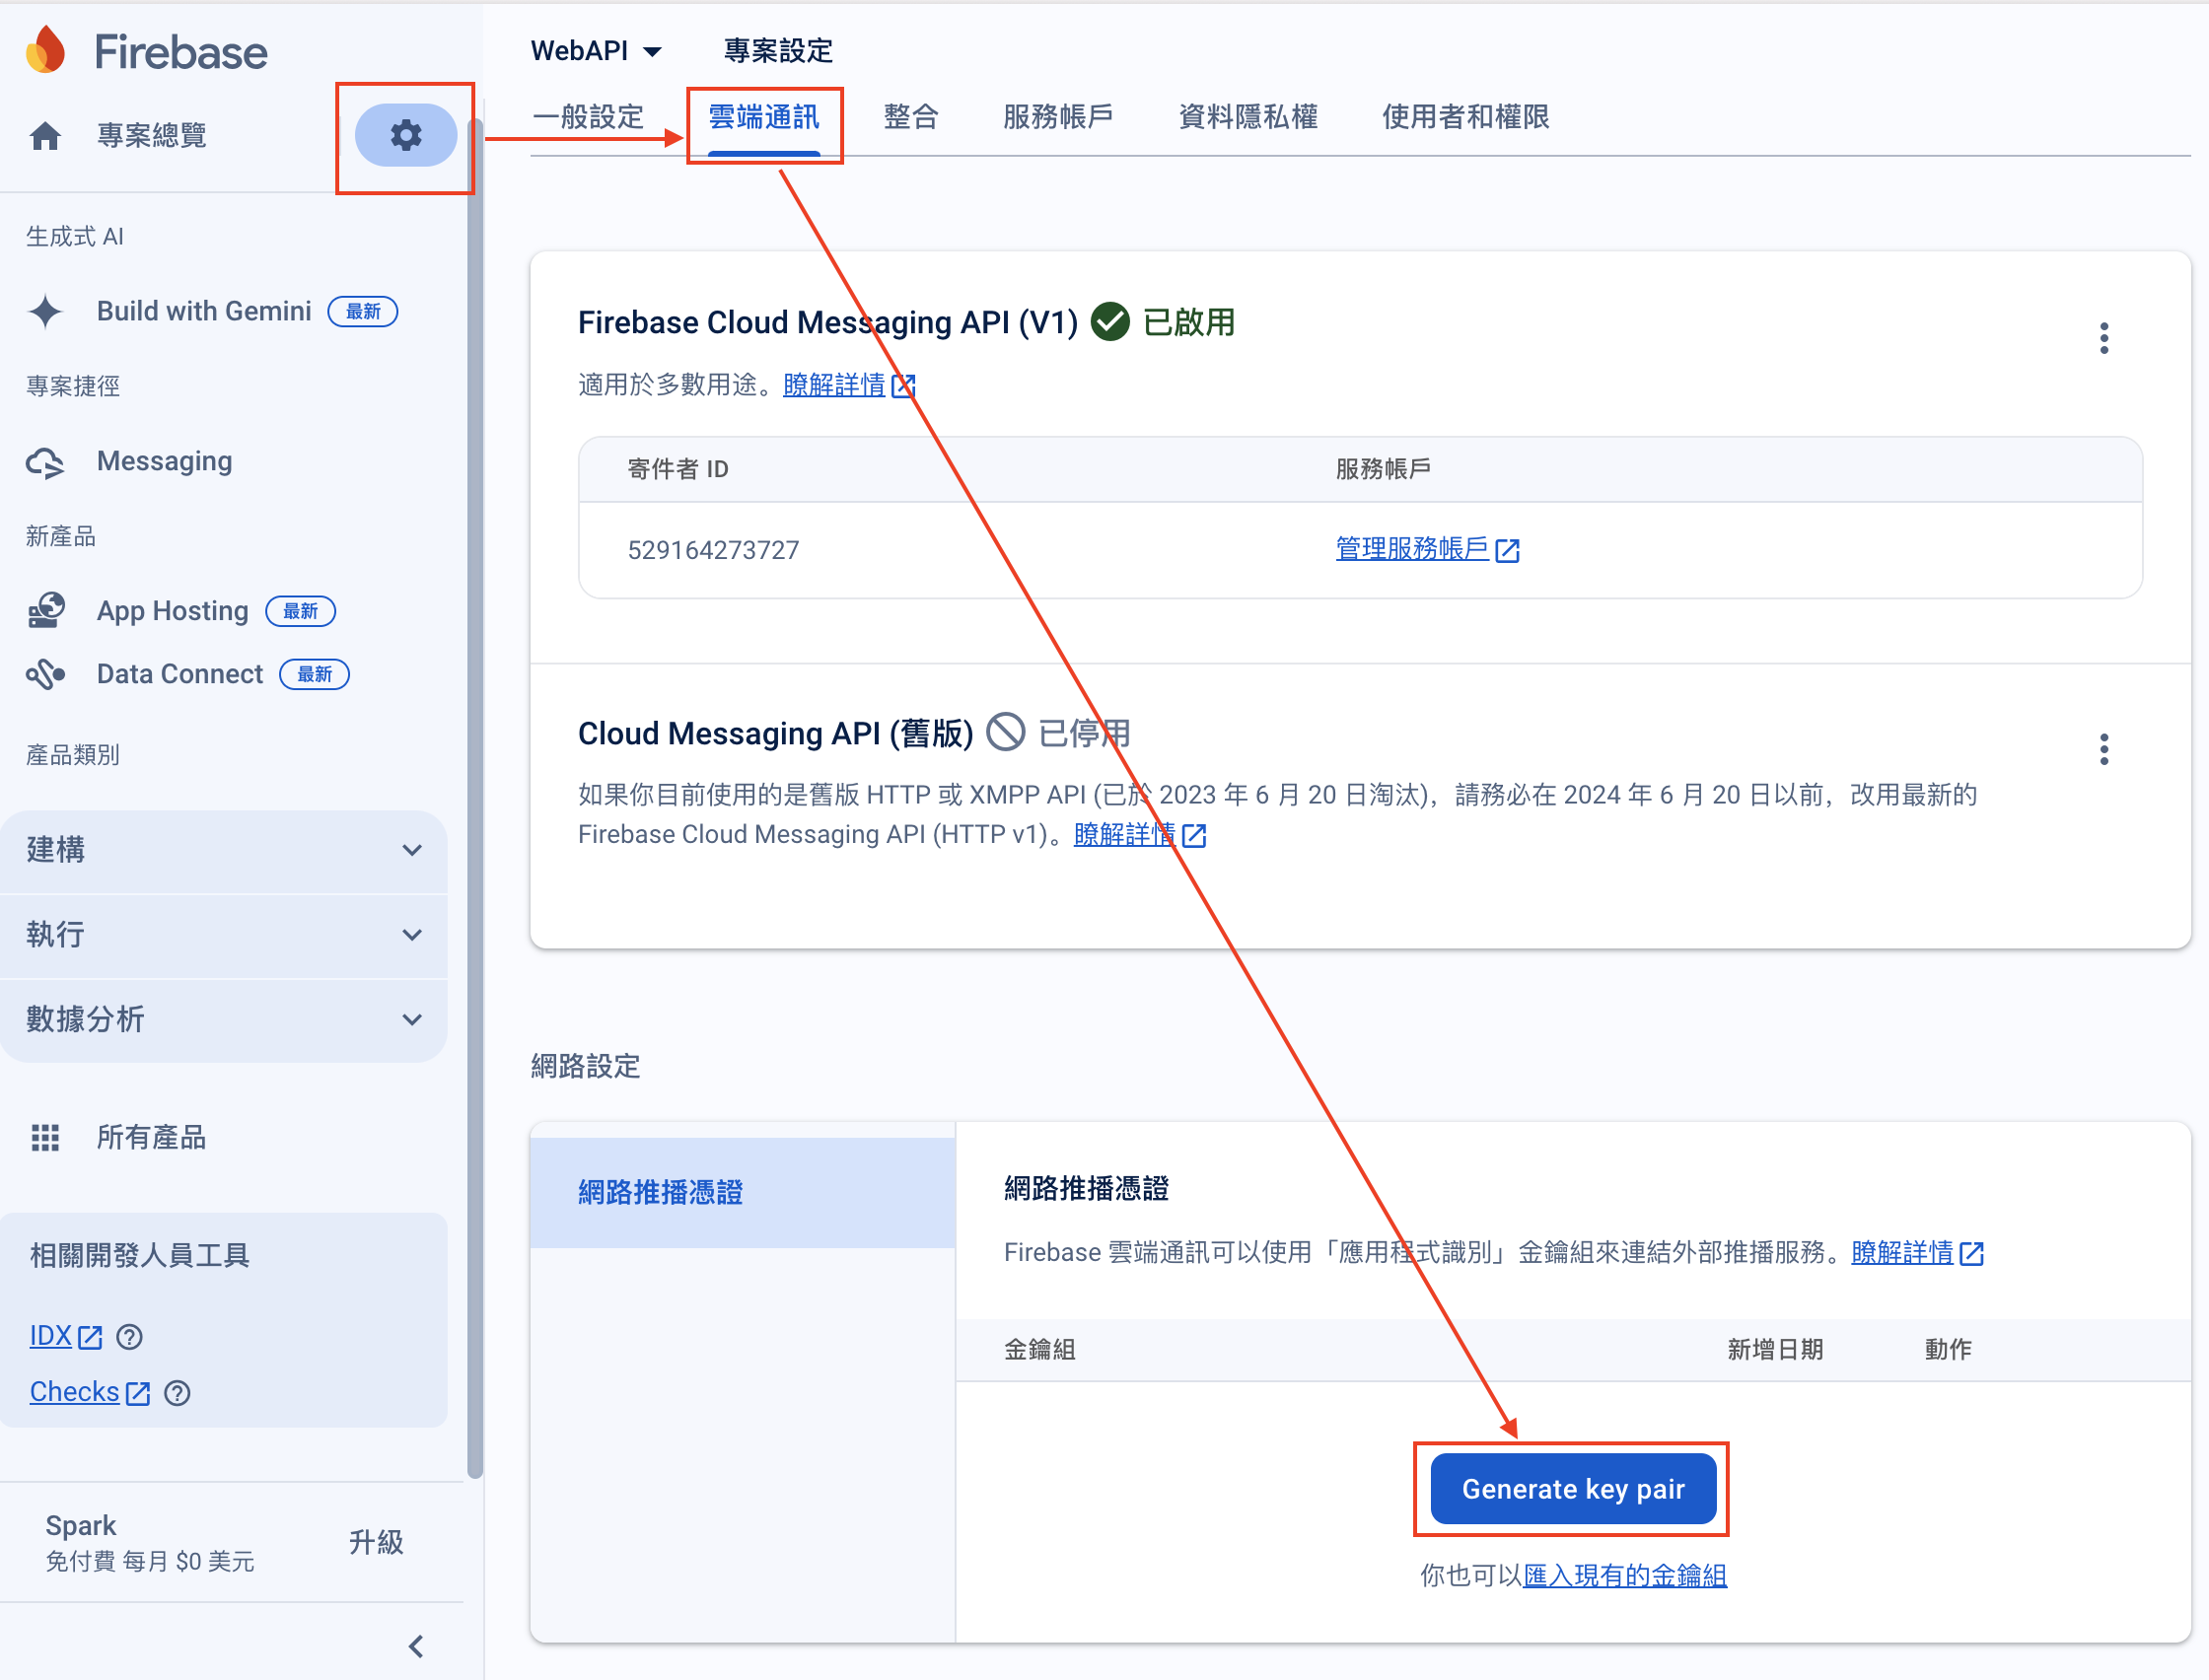 Firebase
專案總覽
生成式 AI
Build with Gemini 最新
專案捷徑
Messaging
新產品
App Hosting 最新
Data Connect 最新
產品類別
建構
執行
數據分析
所有產品
相關開發人員工具
IDX
Checks
Spark
免付費 每月 $0 美元
升級
WebAPI 專案設定
一般設定 雲端通訊 整合 服務帳戶 資料隱私權 使用者和權限
Firebase Cloud Messaging API (V1) 已啟用
適用於多數用途。瞭解詳情
寄件者 ID 服務帳戶
529164273727 管理服務帳戶
Cloud Messaging API (舊版) 已停用
如果你目前使用的是舊版 HTTP 或 XMPP API (已於 2023 年 6 月 20 日淘汰)，請務必在 2024 年 6 月 20 日以前，改用最新的
Firebase Cloud Messaging API (HTTP v1)。瞭解詳情
網路設定
網路推播憑證
網路推播憑證
Firebase 雲端通訊可以使用「應用程式識別」金鑰組來連結外部推播服務。瞭解詳情
金鑰組 新增日期 動作
Generate key pair
你也可以匯入現有的金鑰組